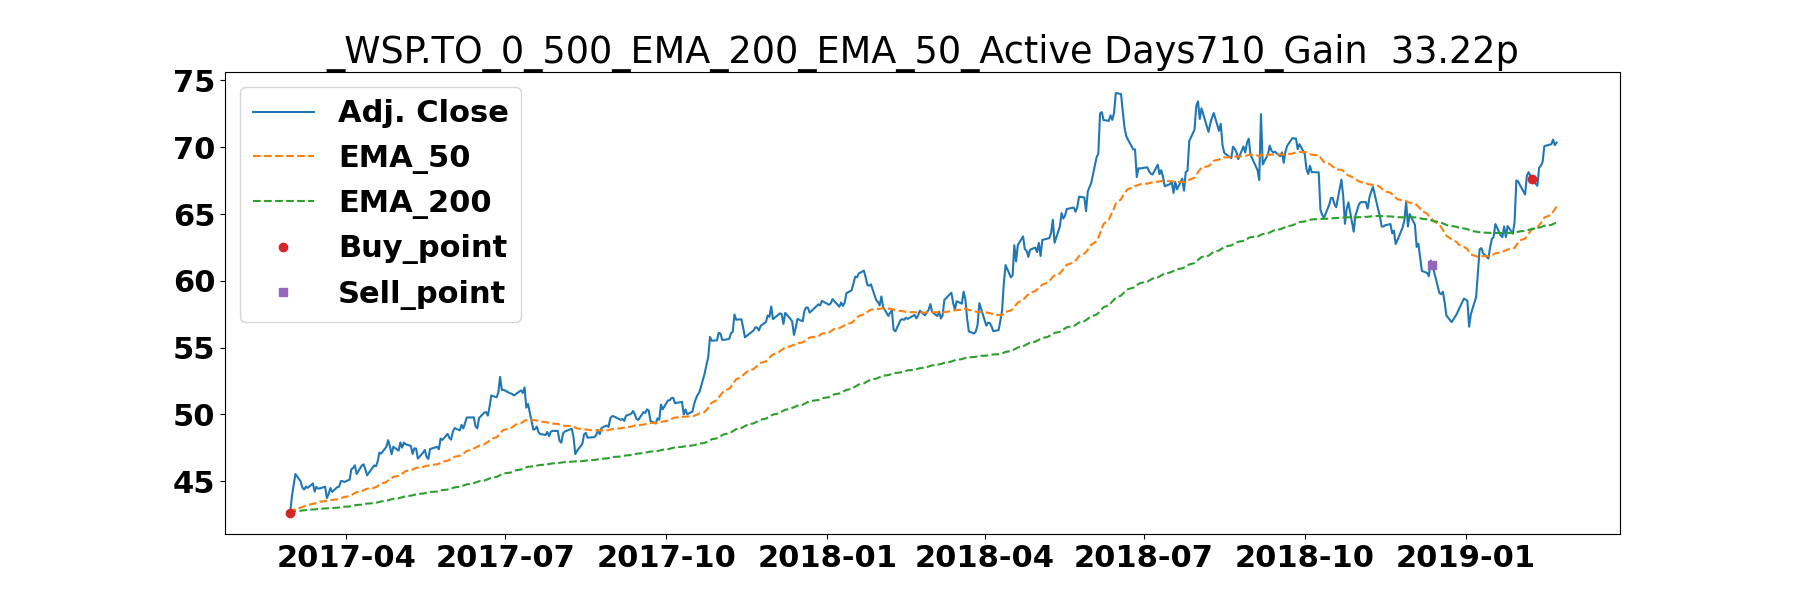 _WSP.TO_0_500_EMA_200_EMA_50_Active Days710_Gain  33.22p
75
70
65
60
55
50
45
Adj. Close
EMA_50
EMA_200
Buy_point
Sell_point
2017-04 2017-07 2017-10 2018-01 2018-04 2018-07 2018-10 2019-01